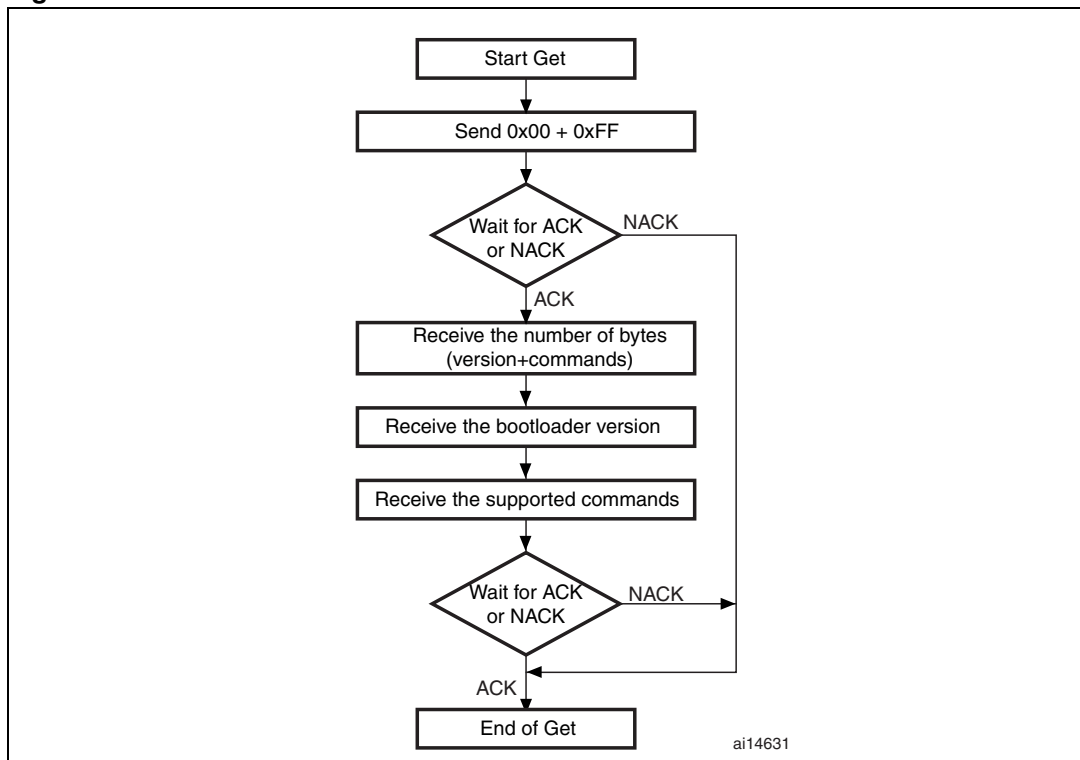 Start Get
Send 0x00 + 0xFF
Wait for ACK
or NACK
NACK
ACK
Receive the number of bytes
(version+commands)
Receive the bootloader version
Receive the supported commands
Wait for ACK
or NACK
NACK
ACK
End of Get
ai14631